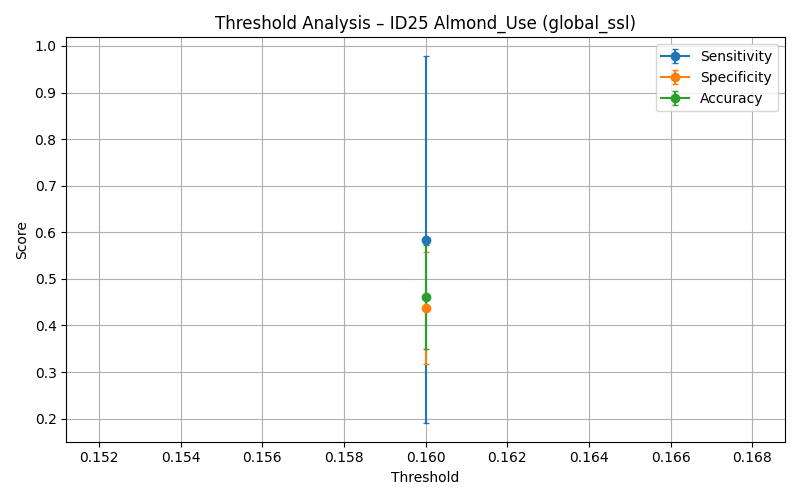 Threshold Analysis – ID25 Almond_Use (global_ssl)
Sensitivity
Specificity
Accuracy
Score
1.0
0.9
0.8
0.7
0.6
0.5
0.4
0.3
0.2
0.152 0.154 0.156 0.158 0.160 0.162 0.164 0.166 0.168
Threshold